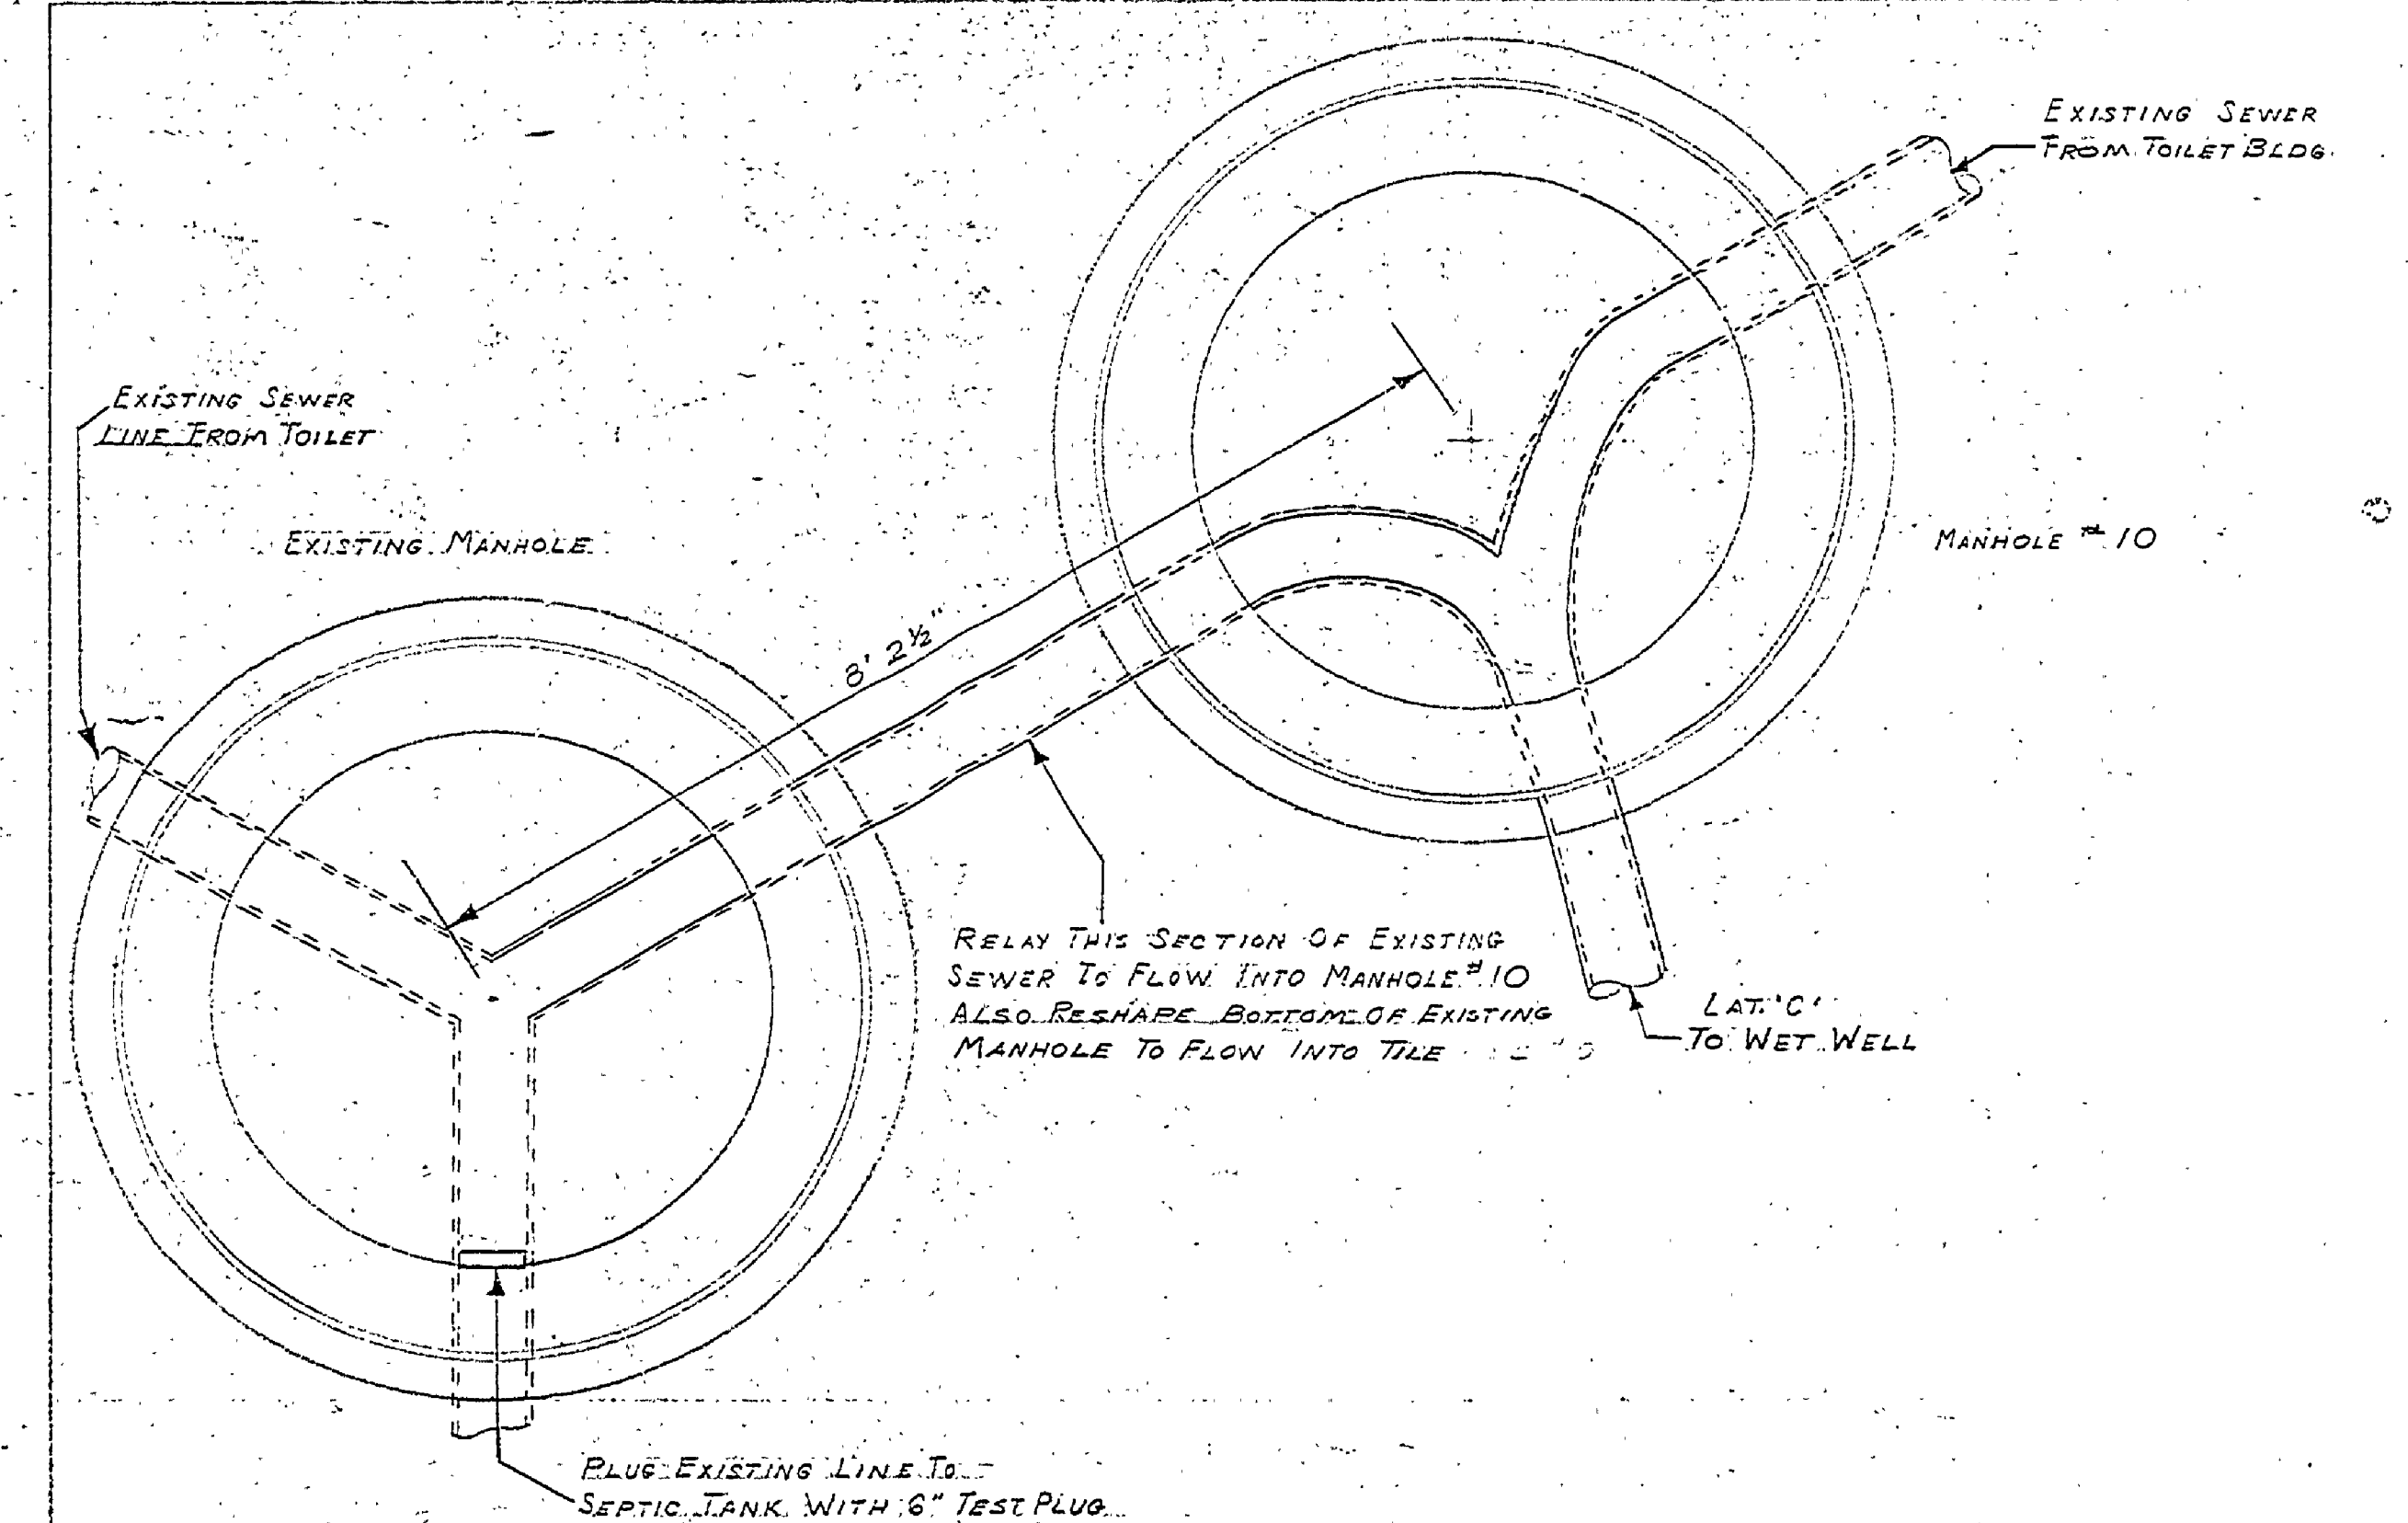 EXISTING SEWER
FROM TOILET BLDG.
EXISTING SEWER
LINE FROM TOILET
EXISTING MANHOLE
MANHOLE # 10
8' 2½"
RELAY THIS SECTION OF EXISTING
SEWER TO FLOW INTO MANHOLE # 10
ALSO RESHAPE BOTTOM OF EXISTING
MANHOLE TO FLOW INTO TILE
LAT. 'C'
TO WET WELL
PLUG EXISTING LINE TO
SEPTIC TANK WITH 6" TEST PLUG